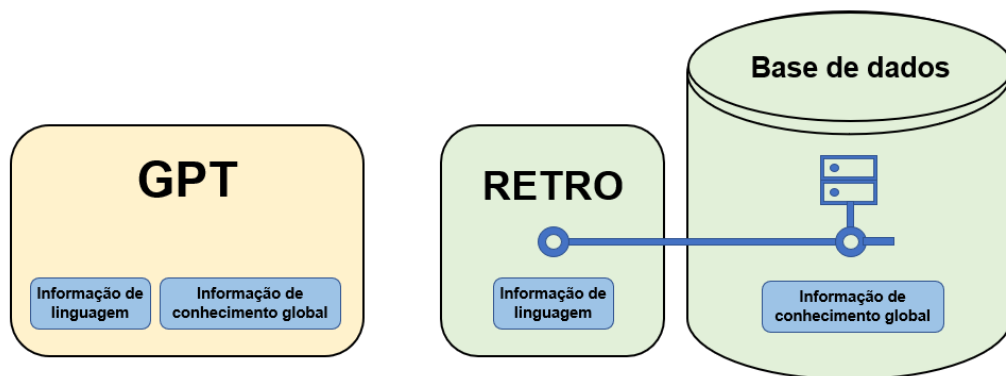 GPT
Informação de
linguagem
Informação de
conhecimento global
RETRO
Informação de
linguagem
Base de dados
Informação de
conhecimento global